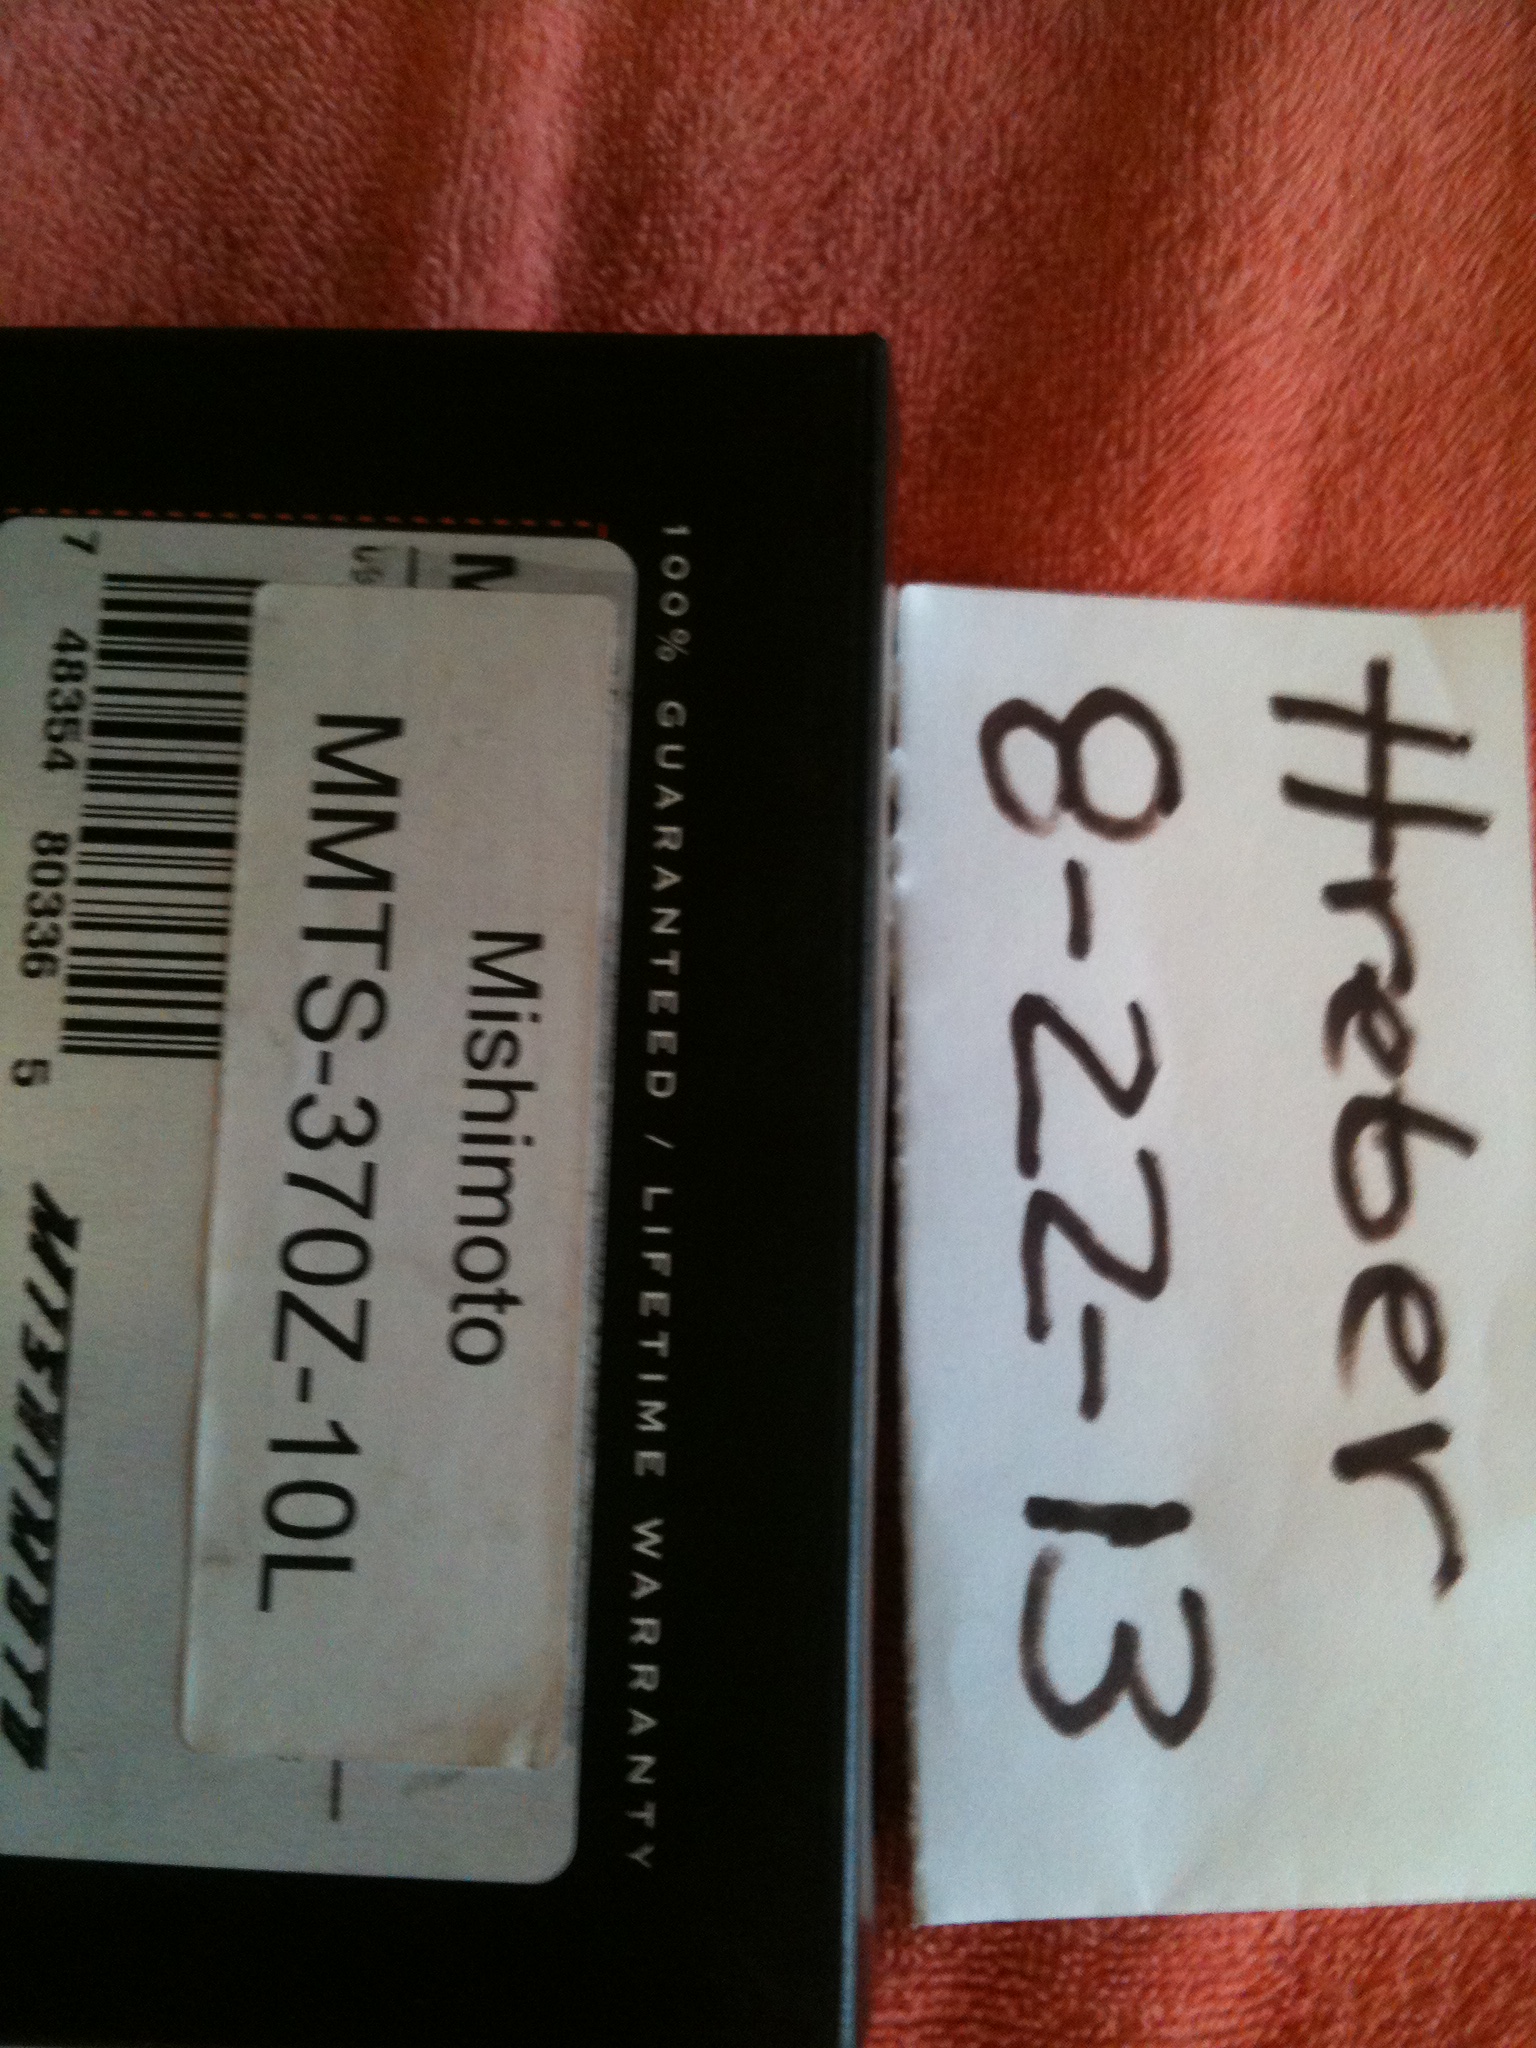 Hreber
8-22-13
100% GUARANTEED / LIFETIME WARRANTY
Mishimoto
MMTS-370Z-10L
7 48354 80336 5